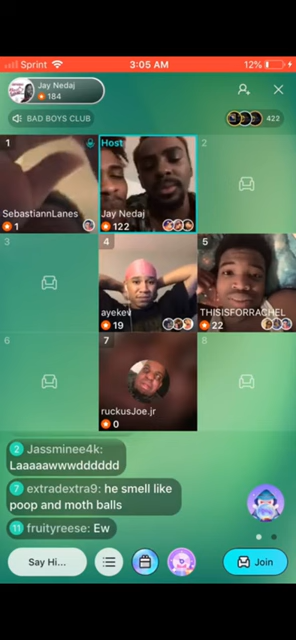 Sprint 3:05 AM 12%
Jay Nedaj
184
BAD BOYS CLUB 422
1 Host 2
SebastiannLanes Jay Nedaj
1 122
3 4 5
ayekev THISISFORRACHEL
19 22
6 7 8
ruckusJoe.jr
0
2 Jassminee4k:
Laaaaawwwdddddd
7 extradextra9: he smell like
poop and moth balls
11 fruityreese: Ew
Say Hi... Join